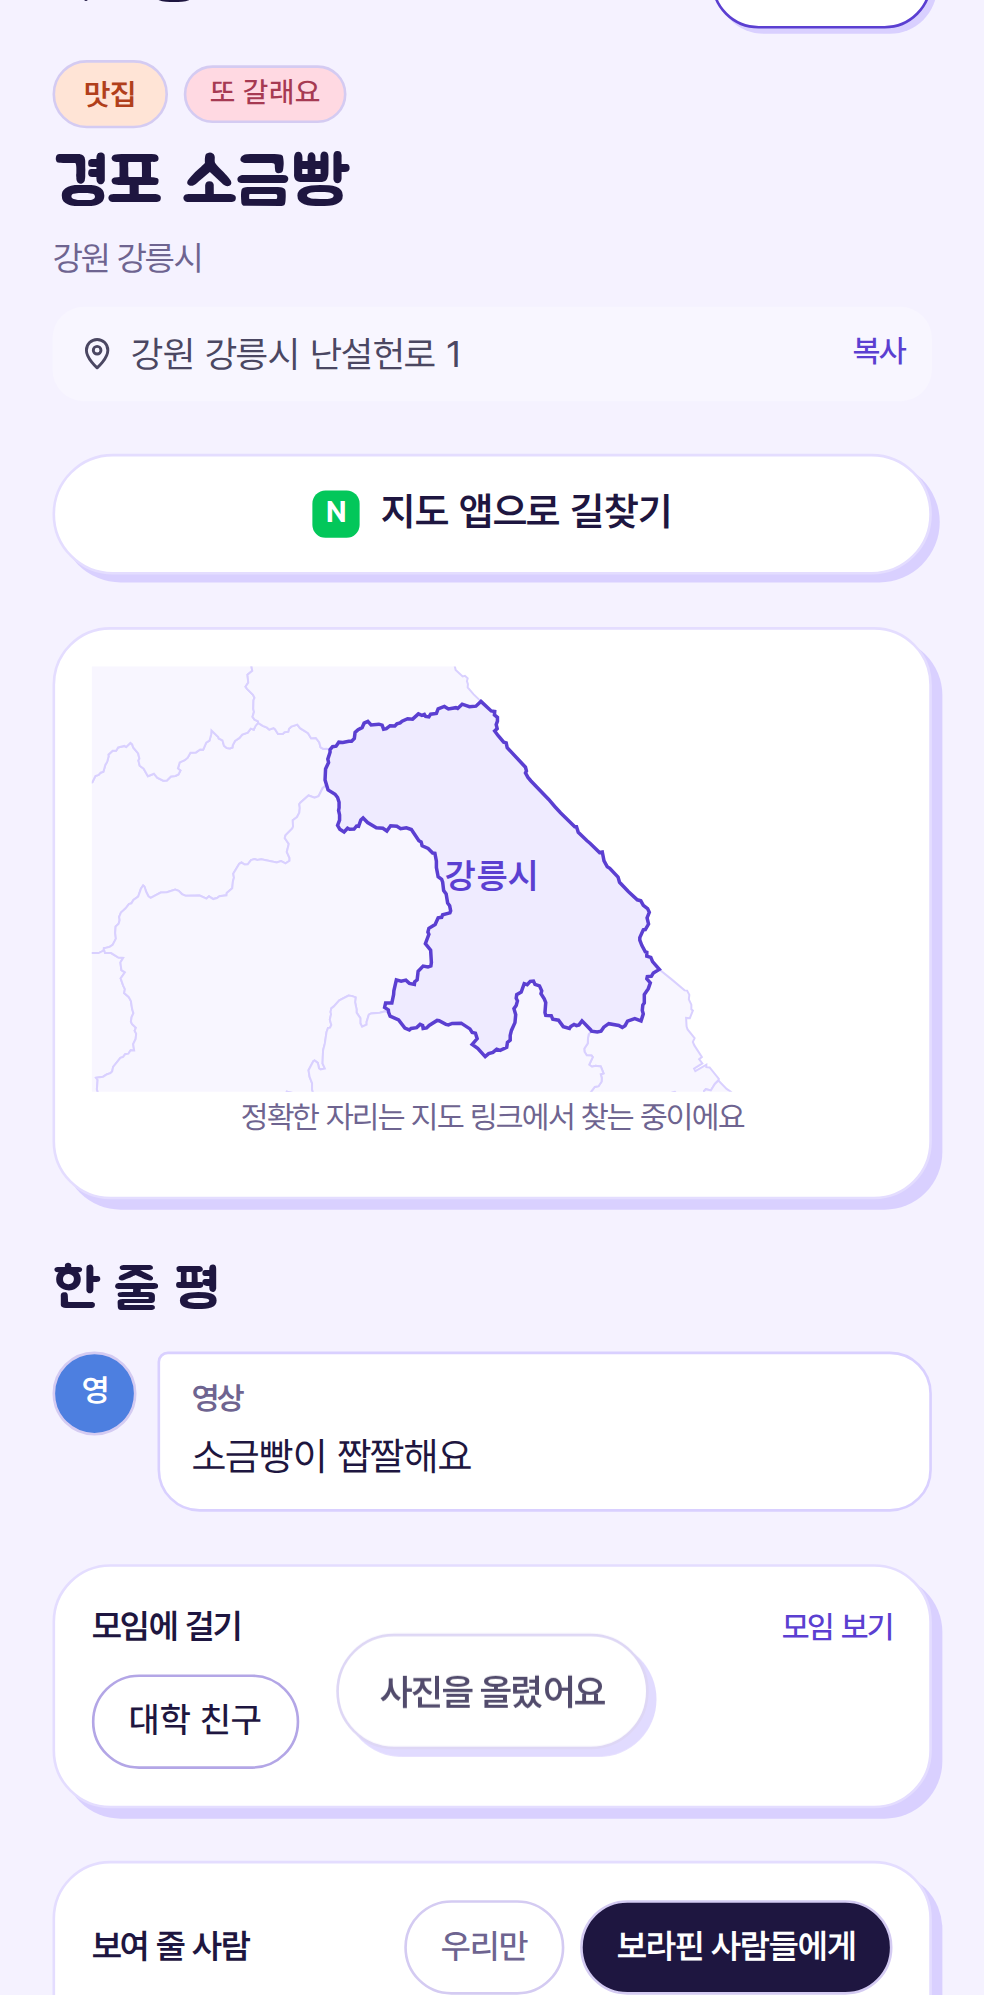 맛집
또 갈래요
경포 소금빵
강원 강릉시
강원 강릉시 난설헌로 1
복사
N 지도 앱으로 길찾기
강릉시
정확한 자리는 지도 링크에서 찾는 중이에요
한 줄 평
영
영상
소금빵이 짭짤해요
모임에 걸기
모임 보기
대학 친구
사진을 올렸어요
보여 줄 사람
우리만
보라핀 사람들에게